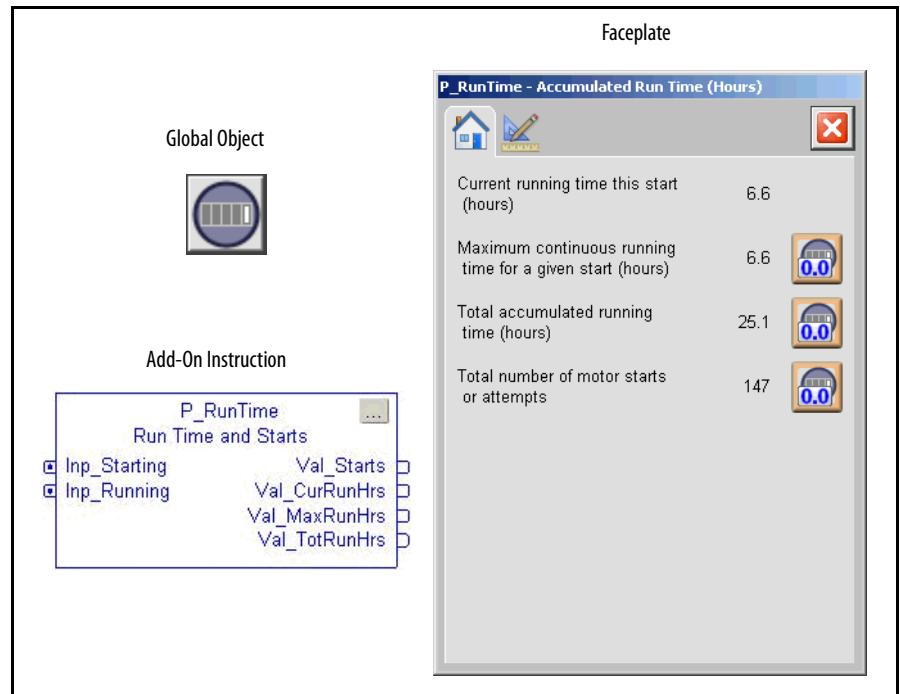 Faceplate
P_RunTime - Accumulated Run Time (Hours)
Global Object
Current running time this start
(hours)
6.6
Maximum continuous running
time for a given start (hours)
6.6
0.0
Total accumulated running
time (hours)
25.1
0.0
Total number of motor starts
or attempts
147
0.0
Add-On Instruction
P_RunTime
...
Run Time and Starts
Inp_Starting
Val_Starts
Inp_Running
Val_CurRunHrs
Val_MaxRunHrs
Val_TotRunHrs